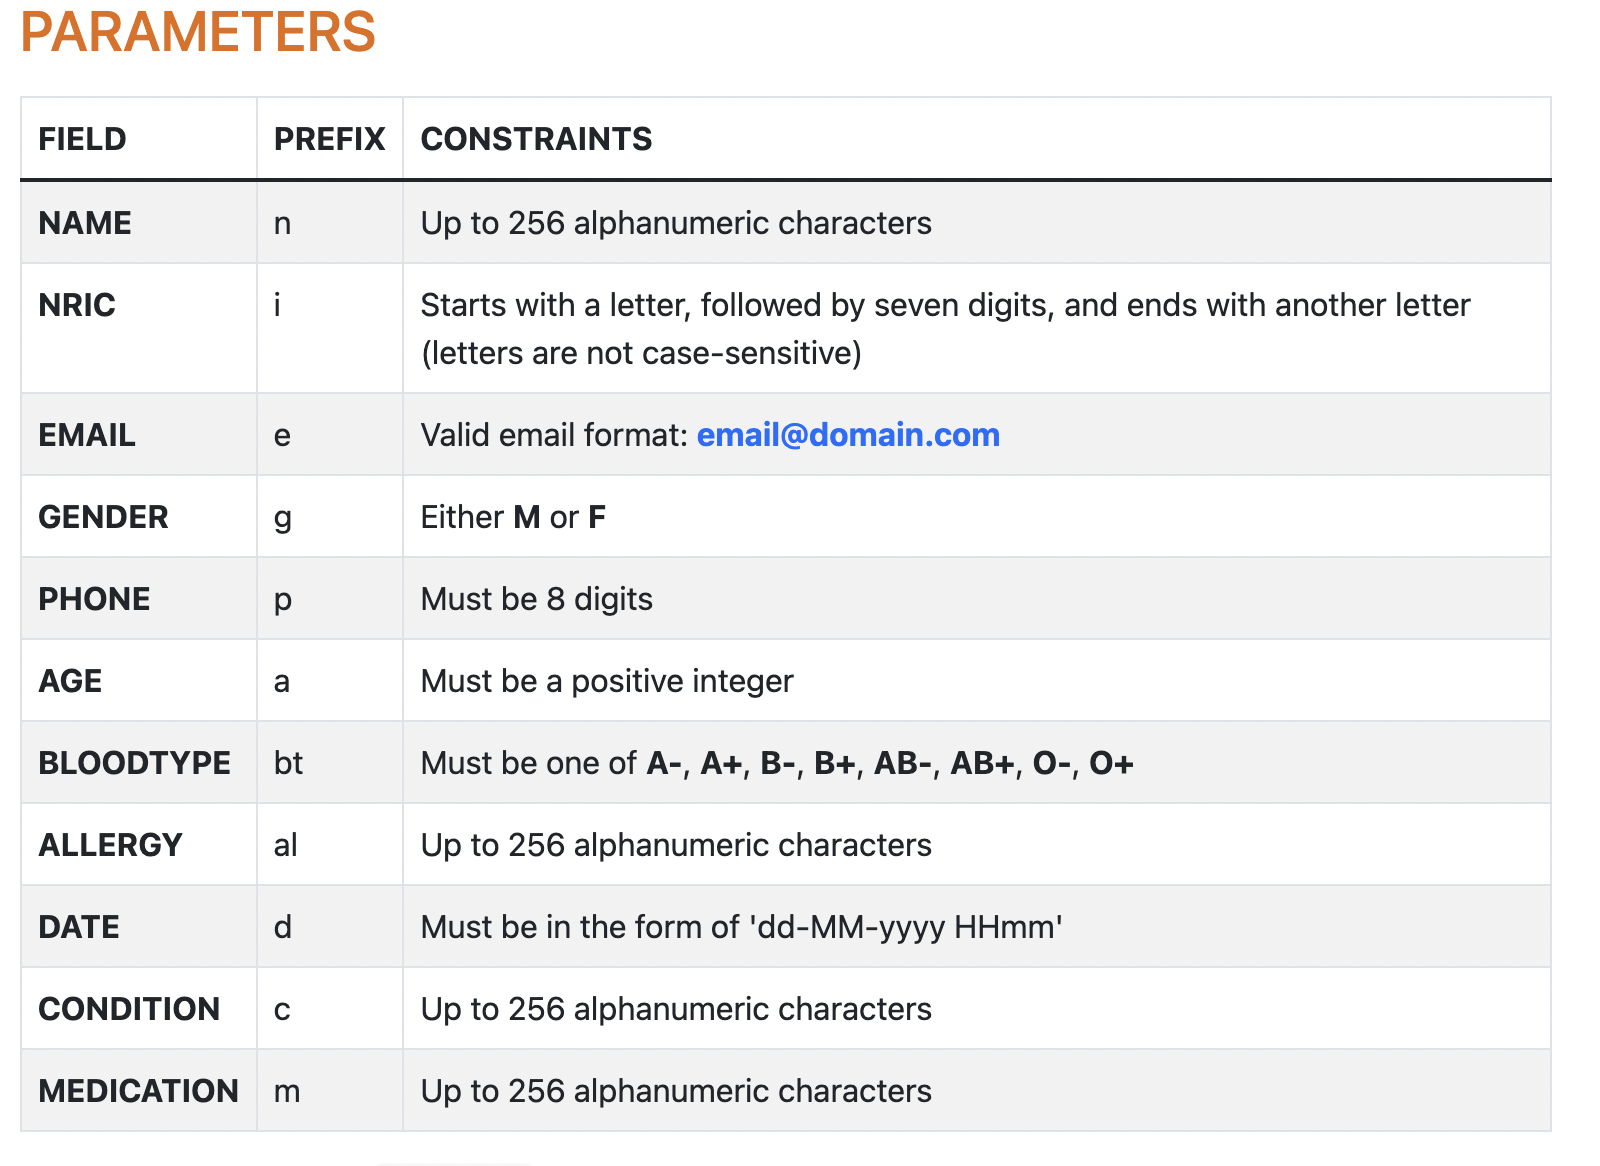 PARAMETERS
FIELD PREFIX CONSTRAINTS
NAME n Up to 256 alphanumeric characters
NRIC i Starts with a letter, followed by seven digits, and ends with another letter
(letters are not case-sensitive)
EMAIL e Valid email format: email@domain.com
GENDER g Either M or F
PHONE p Must be 8 digits
AGE a Must be a positive integer
BLOODTYPE bt Must be one of A-, A+, B-, B+, AB-, AB+, O-, O+
ALLERGY al Up to 256 alphanumeric characters
DATE d Must be in the form of 'dd-MM-yyyy HHmm'
CONDITION c Up to 256 alphanumeric characters
MEDICATION m Up to 256 alphanumeric characters